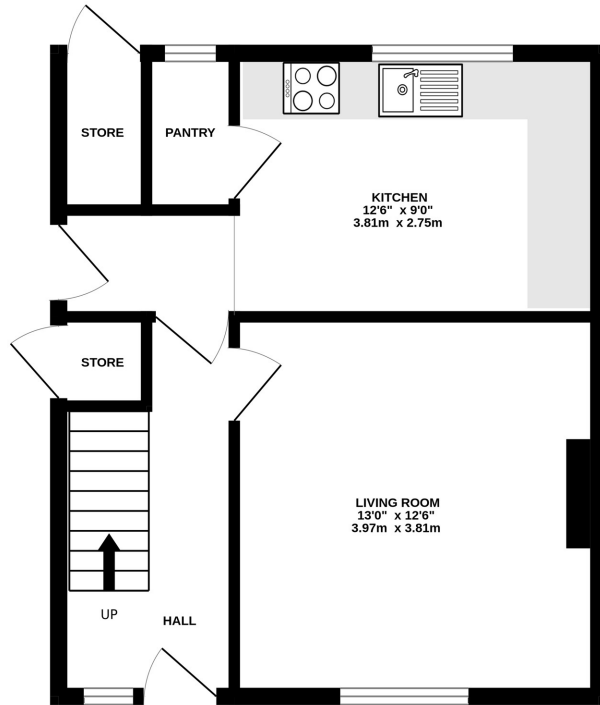 STORE
PANTRY
KITCHEN
12'6" x 9'0"
3.81m x 2.75m
STORE
LIVING ROOM
13'0" x 12'6"
3.97m x 3.81m
UP
HALL